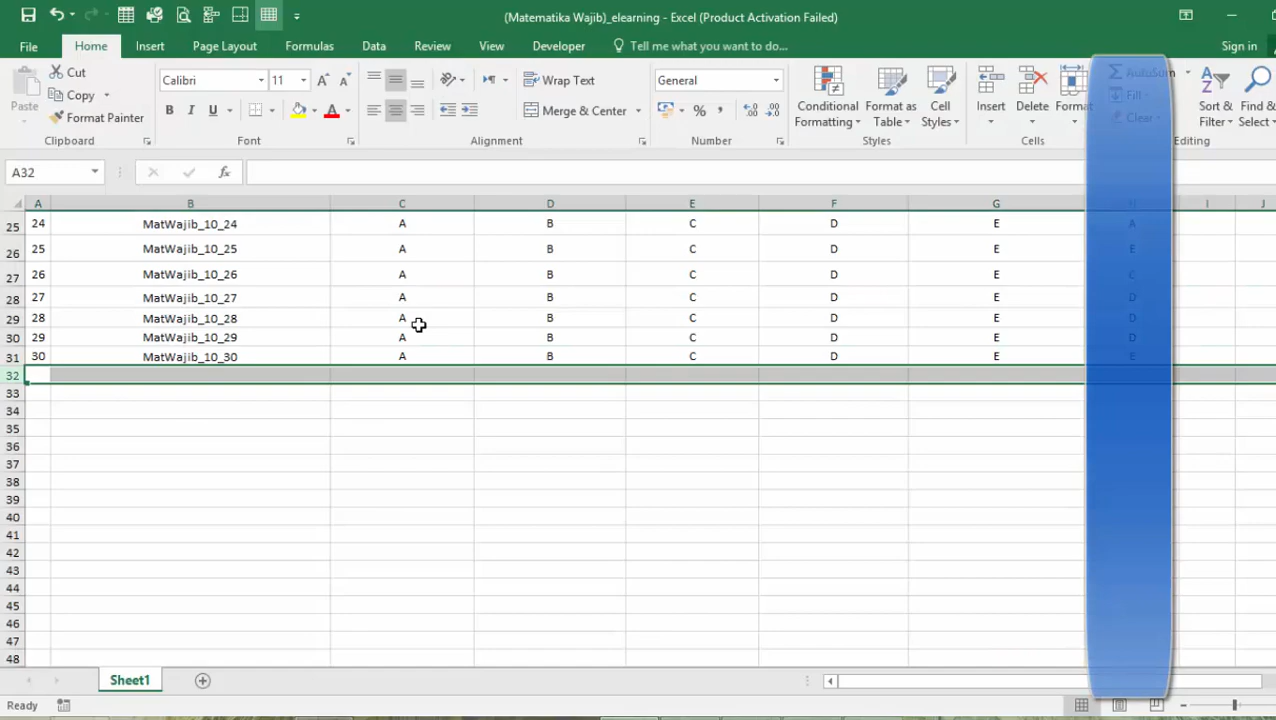 (Matematika Wajib)_elearning - Excel (Product Activation Failed)
File Home Insert Page Layout Formulas Data Review View Developer Tell me what you want to do... Sign in
Paste Cut Copy Format Painter Clipboard
Calibri 11 B I U A Font
Wrap Text Merge & Center Alignment
General % , Number
Conditional Formatting Format as Table Cell Styles Styles
Insert Delete Format Cells
AutoSum Fill Clear Sort & Filter Find & Select Editing
A32 fx
A B C D E F G H I J
25 24 MatWajib_10_24 A B C D E A
26 25 MatWajib_10_25 A B C D E E
27 26 MatWajib_10_26 A B C D E C
28 27 MatWajib_10_27 A B C D E D
29 28 MatWajib_10_28 A B C D E D
30 29 MatWajib_10_29 A B C D E D
31 30 MatWajib_10_30 A B C D E E
32
33
34
35
36
37
38
39
40
41
42
43
44
45
46
47
48
Sheet1
Ready